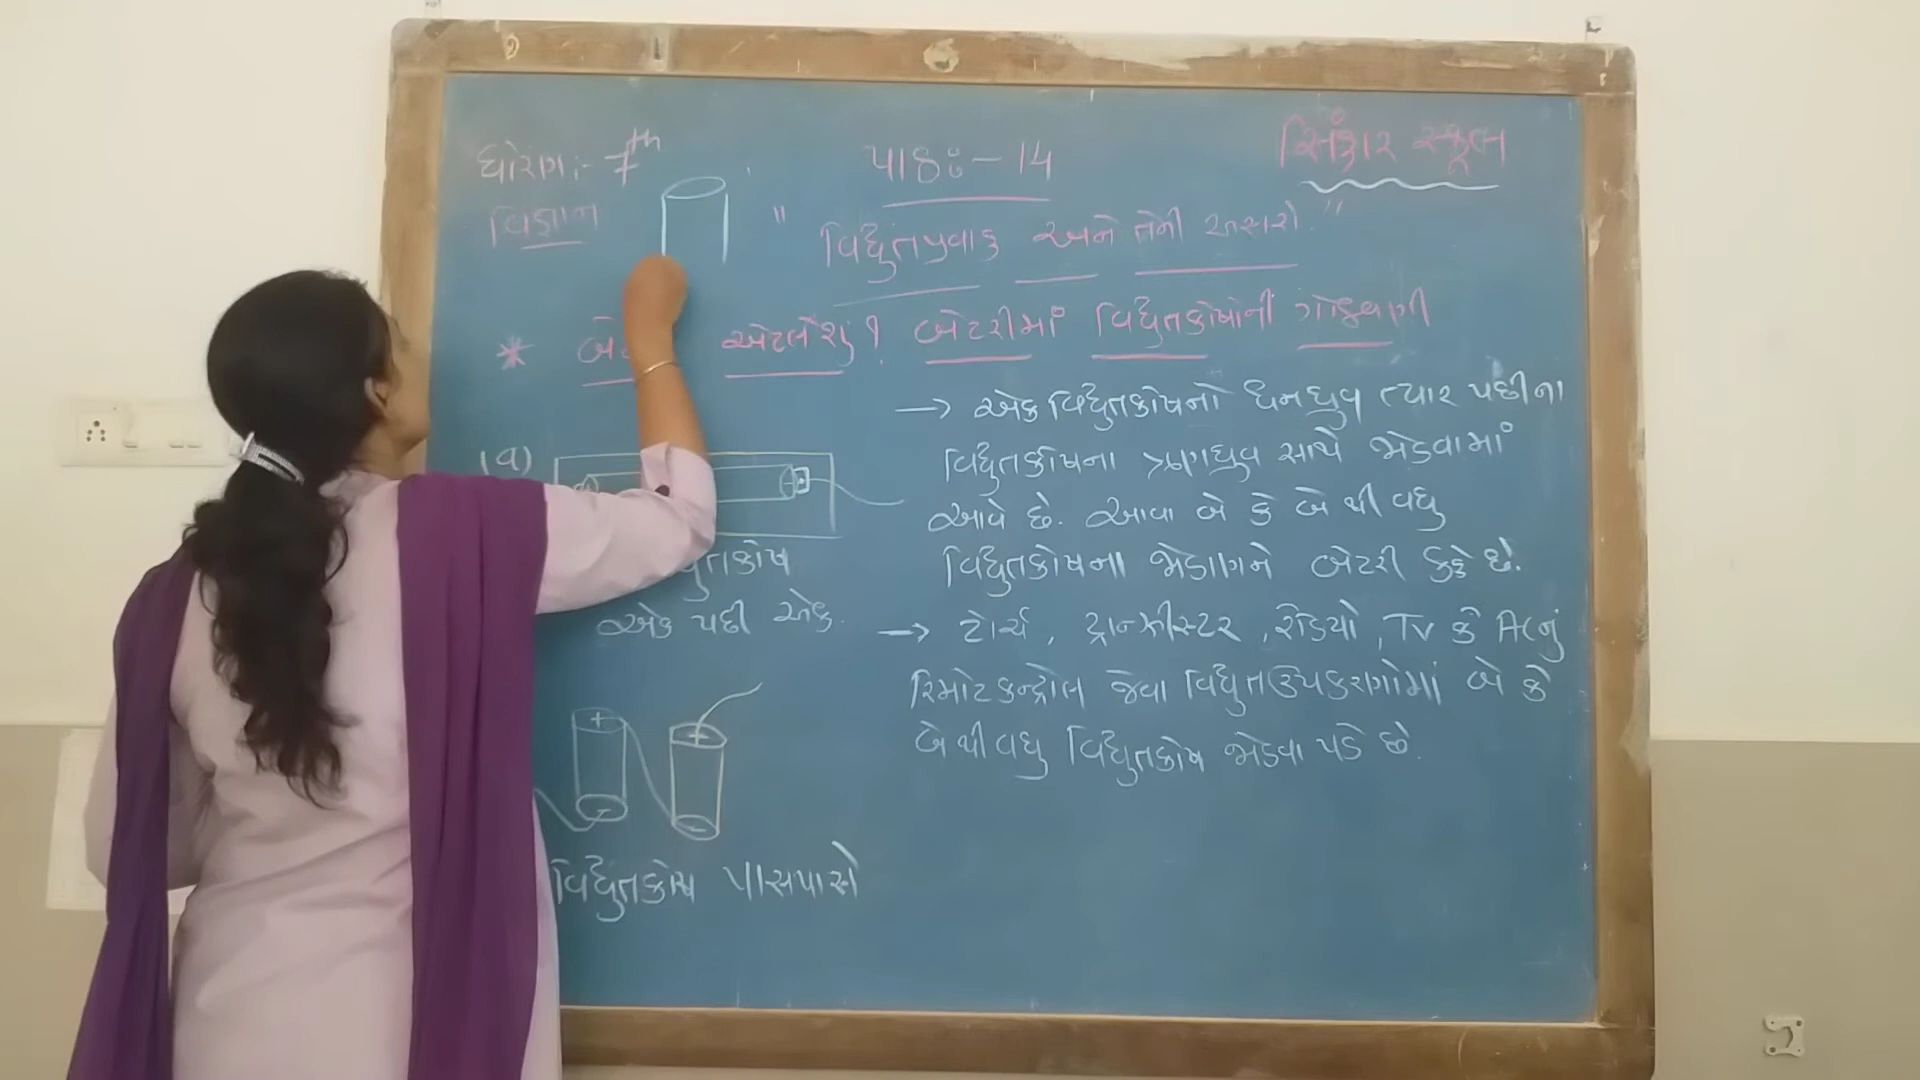 ધોરણ:- 7th
પાઠ:- 14
સિંકાર સ્કૂલ
વિજ્ઞાન
" વિદ્યુતપ્રવાહ અને તેની અસરો. "
* એટલે શું? બેટરીમાં વિદ્યુતકોષોની ગોઠવણી
→ એક વિદ્યુતકોષનો ધનધ્રુવ ત્યાર પછીના
વિદ્યુતકોષના ઋણધ્રુવ સાથે જોડવામાં
આવે છે. આવા બે કે બે થી વધુ
વિદ્યુતકોષના જોડાણને બેટરી કહે છે.
→ ટોર્ચ, ટ્રાન્ઝીસ્ટર, રેડિયો, TV કે ACનું
રિમોટકન્ટ્રોલ જેવા વિદ્યુતઉપકરણોમાં બે કે
બે થી વધુ વિદ્યુતકોષ જોડવા પડે છે.
(a)
એક પછી એક.
+
-
વિદ્યુતકોષ પાસપાસે